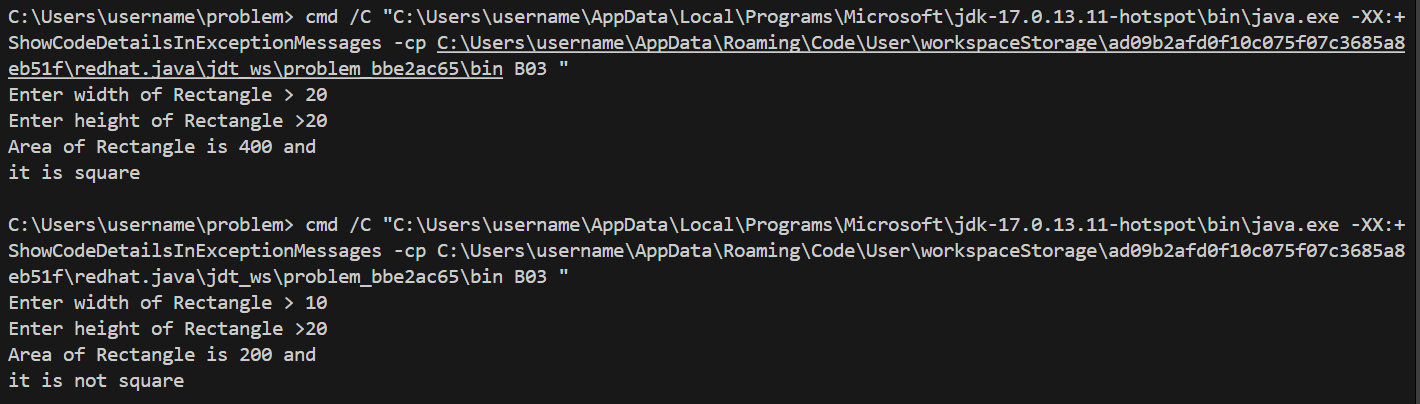 C:\Users\username\problem> cmd /C "C:\Users\username\AppData\Local\Programs\Microsoft\jdk-17.0.13.11-hotspot\bin\java.exe -XX:+
ShowCodeDetailsInExceptionMessages -cp C:\Users\username\AppData\Roaming\Code\User\workspaceStorage\ad09b2afd0f10c075f07c3685a8
eb51f\redhat.java\jdt_ws\problem_bbe2ac65\bin B03 "
Enter width of Rectangle > 20
Enter height of Rectangle >20
Area of Rectangle is 400 and
it is square
C:\Users\username\problem> cmd /C "C:\Users\username\AppData\Local\Programs\Microsoft\jdk-17.0.13.11-hotspot\bin\java.exe -XX:+
ShowCodeDetailsInExceptionMessages -cp C:\Users\username\AppData\Roaming\Code\User\workspaceStorage\ad09b2afd0f10c075f07c3685a8
eb51f\redhat.java\jdt_ws\problem_bbe2ac65\bin B03 "
Enter width of Rectangle > 10
Enter height of Rectangle >20
Area of Rectangle is 200 and
it is not square